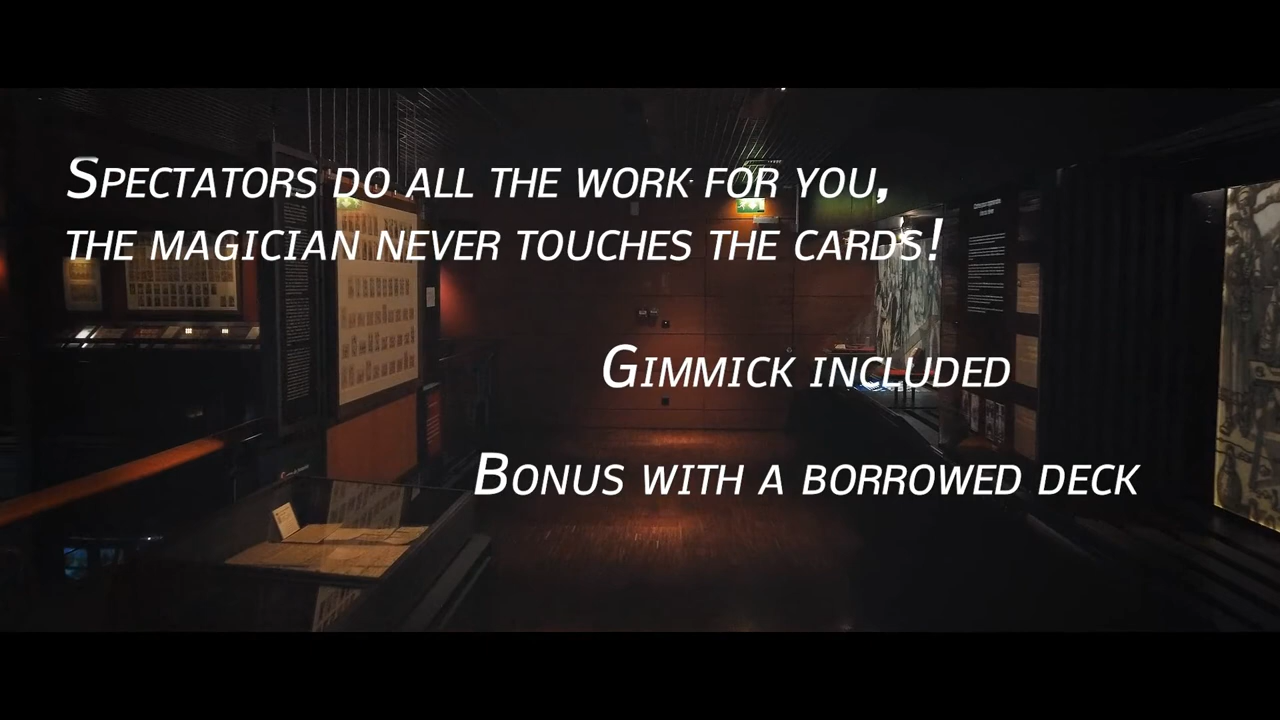 Spectators do all the work for you,
the magician never touches the cards!
Gimmick included
Bonus with a borrowed deck